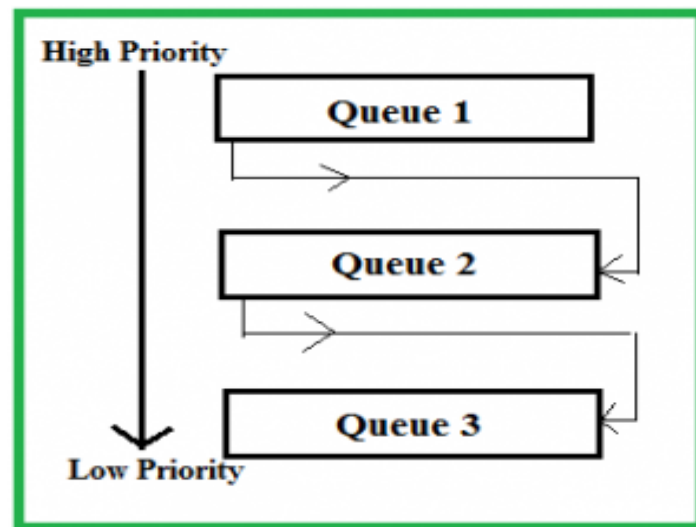 High Priority
Queue 1
Queue 2
Queue 3
Low Priority